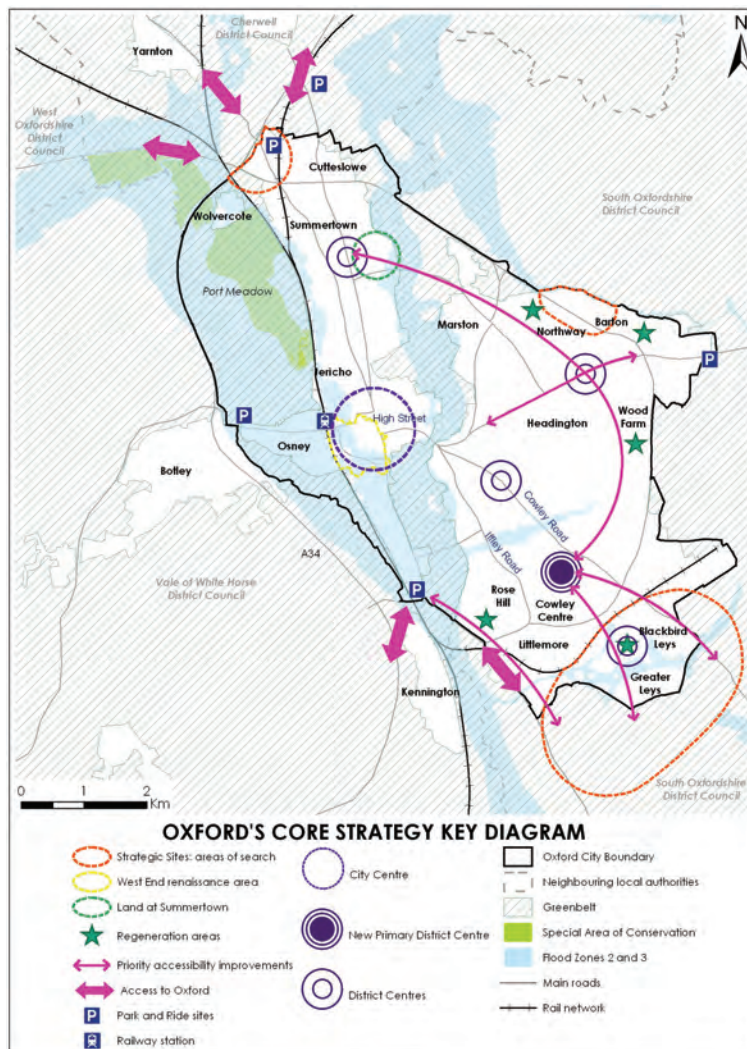 Cherwell
District Council
Yarnton
N
P
West
Oxfordshire
District
Council
P
Cutteslowe
South Oxfordshire
District Council
Wolvercote
Summertown
Port Meadow
Marston
Northway
Barton
P
Jericho
High Street
Headington
Wood
Farm
P
Osney
Botley
Cowley Road
Iffley Road
A34
Vale of White Horse
District Council
P
Rose
Hill
Cowley
Centre
Littlemore
Blackbird
Leys
Greater
Leys
Kennington
South Oxfordshire
District Council
0 1 2
Km
OXFORD'S CORE STRATEGY KEY DIAGRAM
Strategic Sites: areas of search
West End renaissance area
Land at Summertown
Regeneration areas
Priority accessibility improvements
Access to Oxford
P Park and Ride sites
Railway station
City Centre
New Primary District Centre
District Centres
Oxford City Boundary
Neighbouring local authorities
Greenbelt
Special Area of Conservation
Flood Zones 2 and 3
Main roads
Rail network